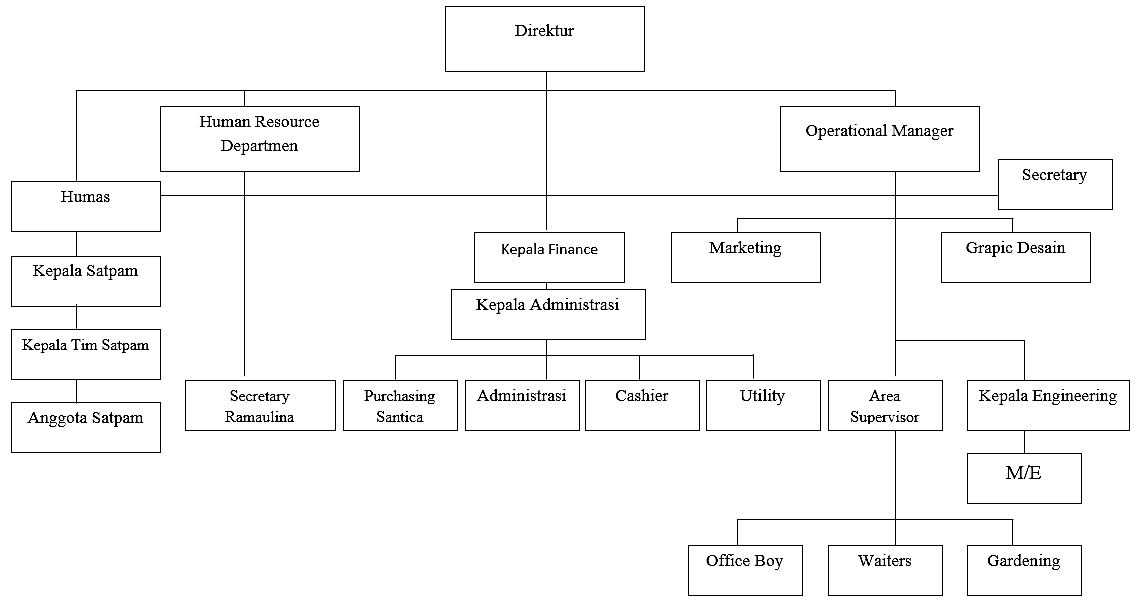 Direktur
Human Resource
Departmen
Operational Manager
Secretary
Humas
Kepala Finance
Marketing
Grapic Desain
Kepala Satpam
Kepala Administrasi
Kepala Tim Satpam
Secretary
Ramaulina
Purchasing
Santica
Administrasi
Cashier
Utility
Area
Supervisor
Kepala Engineering
Anggota Satpam
M/E
Office Boy
Waiters
Gardening